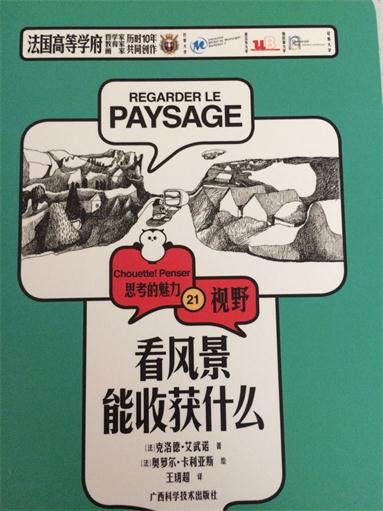 法国高等学府
哲学家
教育家
画家
历时10年
共同创作
REGARDER LE
PAYSAGE
Chouette! Penser
思考的魅力
21
视野
看风景
能收获什么
〔法〕克洛德·艾武诺 著
〔法〕奥萝尔·卡利亚斯 绘
王玥超 译
广西科学技术出版社